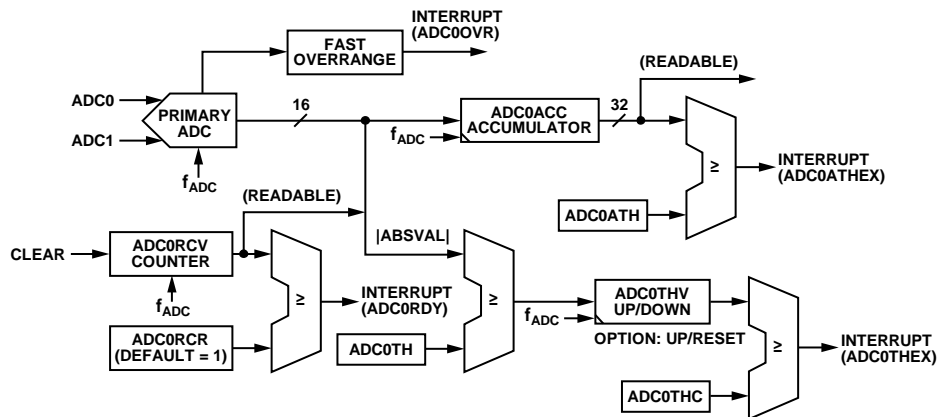 INTERRUPT
(ADC0OVR)
FAST
OVERRANGE
(READABLE)
ADC0
ADC1
PRIMARY
ADC
16
ADC0ACC
ACCUMULATOR
32
fADC
fADC
≥
INTERRUPT
(ADC0ATHEX)
ADC0ATH
(READABLE)
|ABSVAL|
CLEAR
ADC0RCV
COUNTER
fADC
≥
INTERRUPT
(ADC0RDY)
≥
ADC0THV
UP/DOWN
fADC
OPTION: UP/RESET
ADC0RCR
(DEFAULT = 1)
ADC0TH
≥
INTERRUPT
(ADC0THEX)
ADC0THC